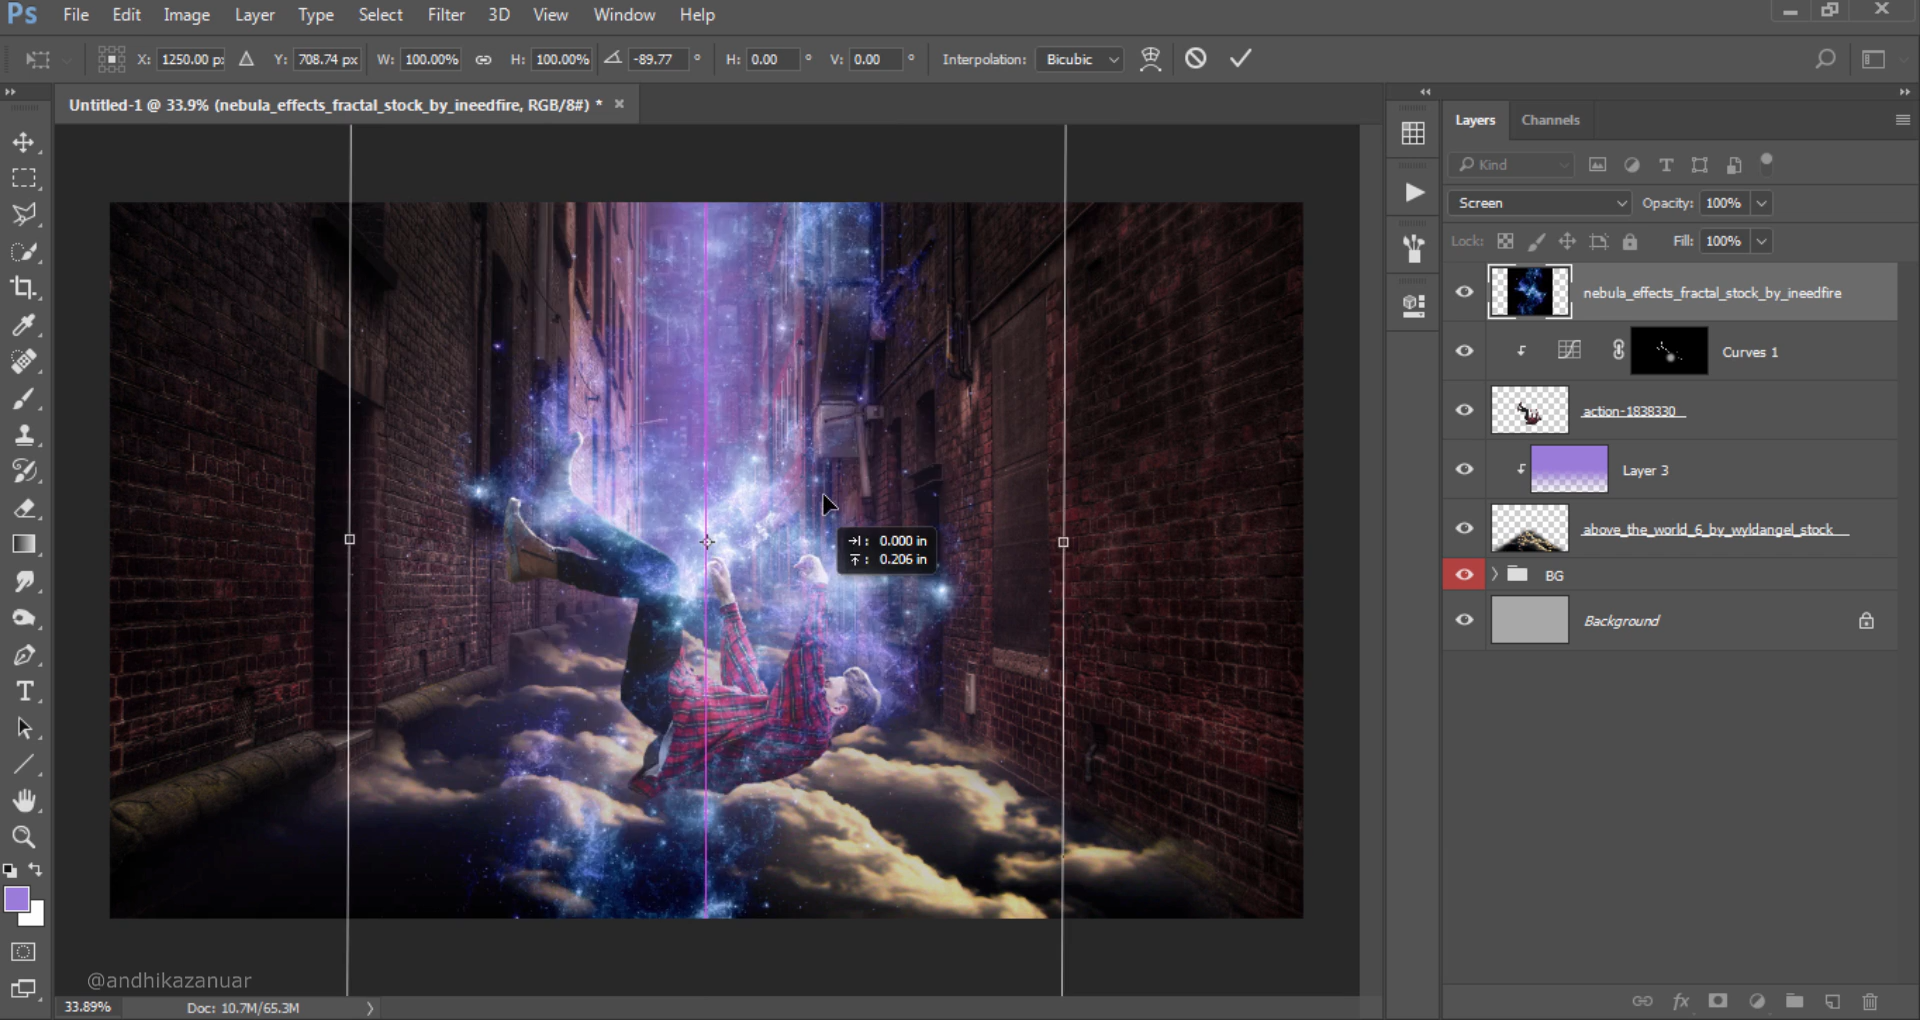 Ps File Edit Image Layer Type Select Filter 3D View Window Help
X: 1250.00 px Y: 708.74 px W: 100.00% H: 100.00% -89.77 ° H: 0.00 ° V: 0.00 ° Interpolation: Bicubic
Untitled-1 @ 33.9% (nebula_effects_fractal_stock_by_ineedfire, RGB/8#) * ×
Layers Channels
Kind
Screen Opacity: 100%
Lock: Fill: 100%
nebula_effects_fractal_stock_by_ineedfire
Curves 1
action-1838330
Layer 3
above_the_world_6_by_wyldangel_stock
BG
Background
: 0.000 in
: 0.206 in
@andhikazanuar
33.89% Doc: 10.7M/65.3M